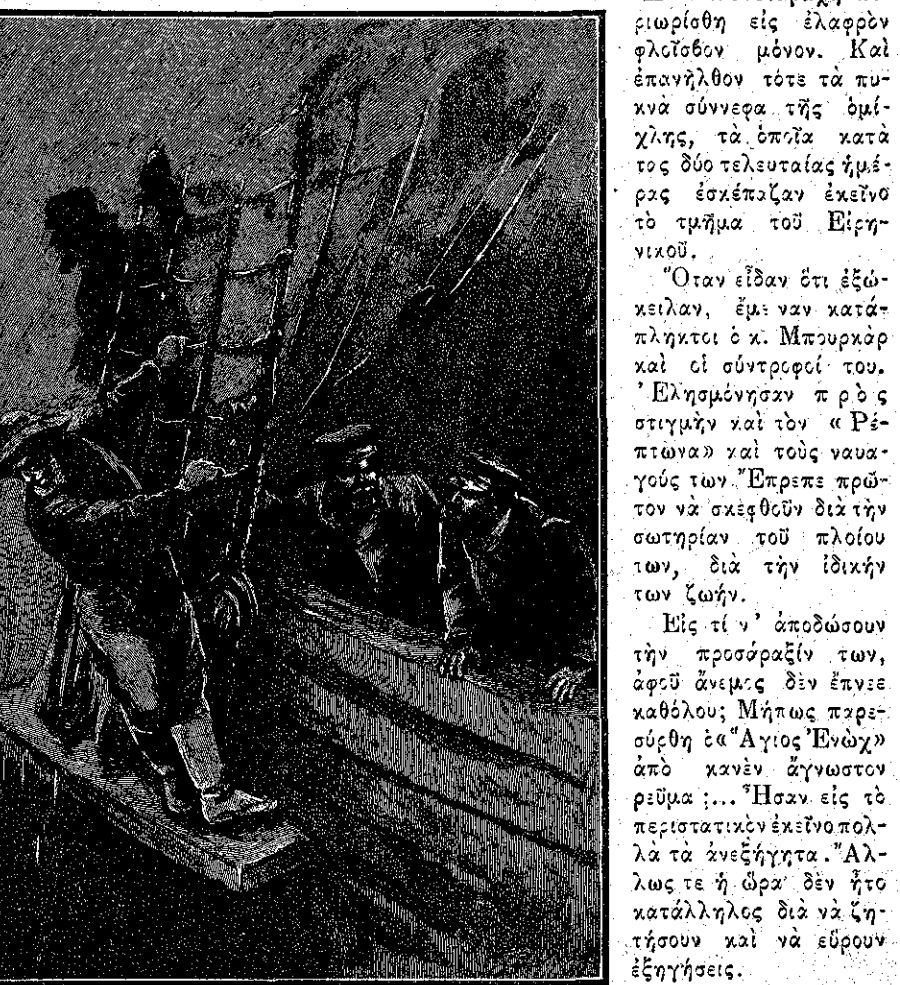 ριωρίσθη εἰς ἐλαφρὸν
φλοῖσβον μόνον. Καὶ
ἐπανῆλθον τότε τὰ πυ-
κνὰ σύννεφα τῆς ὁμί-
χλης, τὰ ὁποῖα κατὰ
τας δύο τελευταίας ἡμέ-
ρας ἐσκέπαζαν ἐκεῖνο
τὸ τμῆμα τοῦ Εἰρη-
νικοῦ.
Ὅταν εἶδαν ὅτι ἐξώ-
κειλαν, ἔμειναν κατά-
πληκτοι ὁ κ. Μπουρκὰρ
καὶ οἱ σύντροφοί του.
Ἐλησμόνησαν πρὸς
στιγμὴν καὶ τὸν «Ρέ-
πτωνα» καὶ τοὺς ναυα-
γούς των Ἔπρεπε πρῶ-
τον νὰ σκεφθοῦν διὰ τὴν
σωτηρίαν τοῦ πλοίου
των, διὰ τὴν ἰδικήν
των ζωήν.
Εἰς τί ν' ἀποδώσουν
τὴν προσάραξίν των,
ἀφοῦ ἄνεμος δὲν ἔπνεε
καθόλου; Μήπως παρε-
σύρθη ὁ «Ἅγιος Ἐνὼχ»
ἀπὸ κανὲν ἄγνωστον
ρεῦμα ;... Ἦσαν εἰς τὸ
περιστατικὸν ἐκεῖνο πολ-
λὰ τὰ ἀνεξήγητα. Ἄλ-
λως τε ἡ ὥρα δὲν ἦτο
κατάλληλος διὰ νὰ ζη-
τήσουν καὶ νὰ εὕρουν
ἐξηγήσεις.